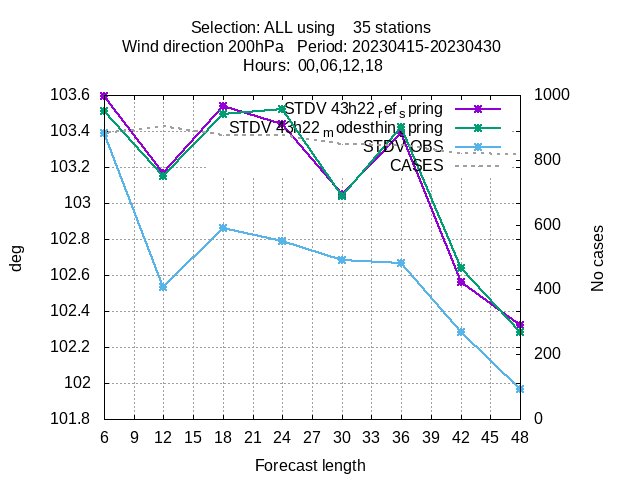 Selection: ALL using    35 stations
Wind direction 200hPa   Period: 20230415-20230430
Hours:  00,06,12,18
103.6
103.4
103.2
103
102.8
102.6
102.4
102.2
102
101.8
deg
STDV 43h22_ref_spring
STDV 43h22_modesthin_spring
STDV OBS
CASES
1000
800
600
400
200
0
No cases
6 9 12 15 18 21 24 27 30 33 36 39 42 45 48
Forecast length